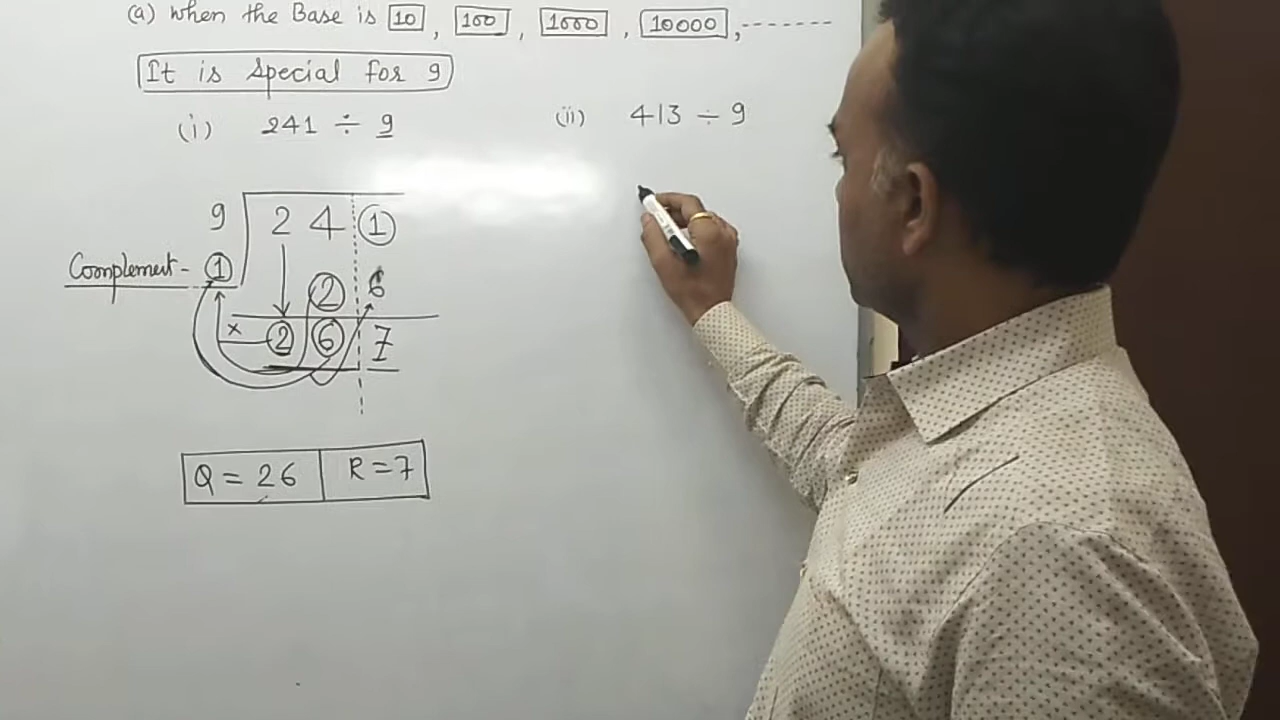 (a) when the Base is 10, 100, 1000, 10000, -------
It is special for 9
(i) 241 ÷ 9
(ii) 413 ÷ 9
9 2 4 1
Complement - 1
2 6
× 2 6 7
Q = 26 R = 7